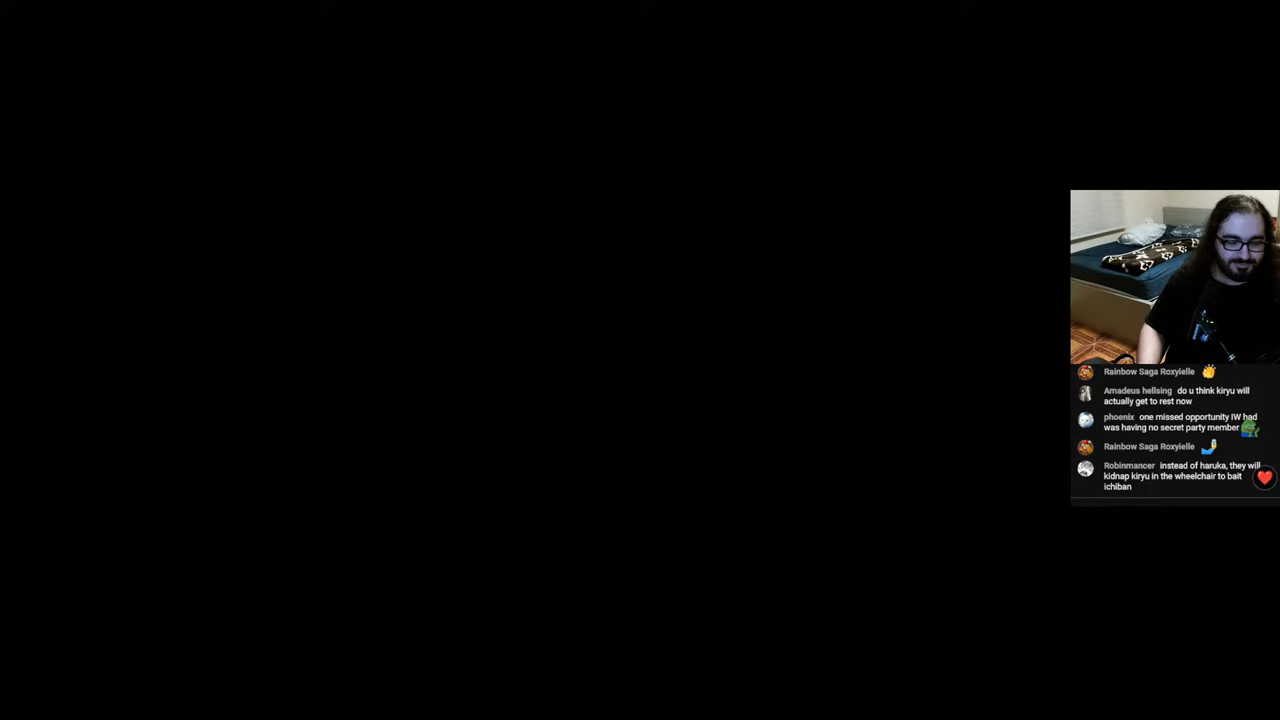 Rainbow Saga Roxyielle
Amadeus hellsing do u think kiryu will
actually get to rest now
phoenix one missed opportunity IW had
was having no secret party member
Rainbow Saga Roxyielle
Robinmancer instead of haruka, they will
kidnap kiryu in the wheelchair to bait
ichiban